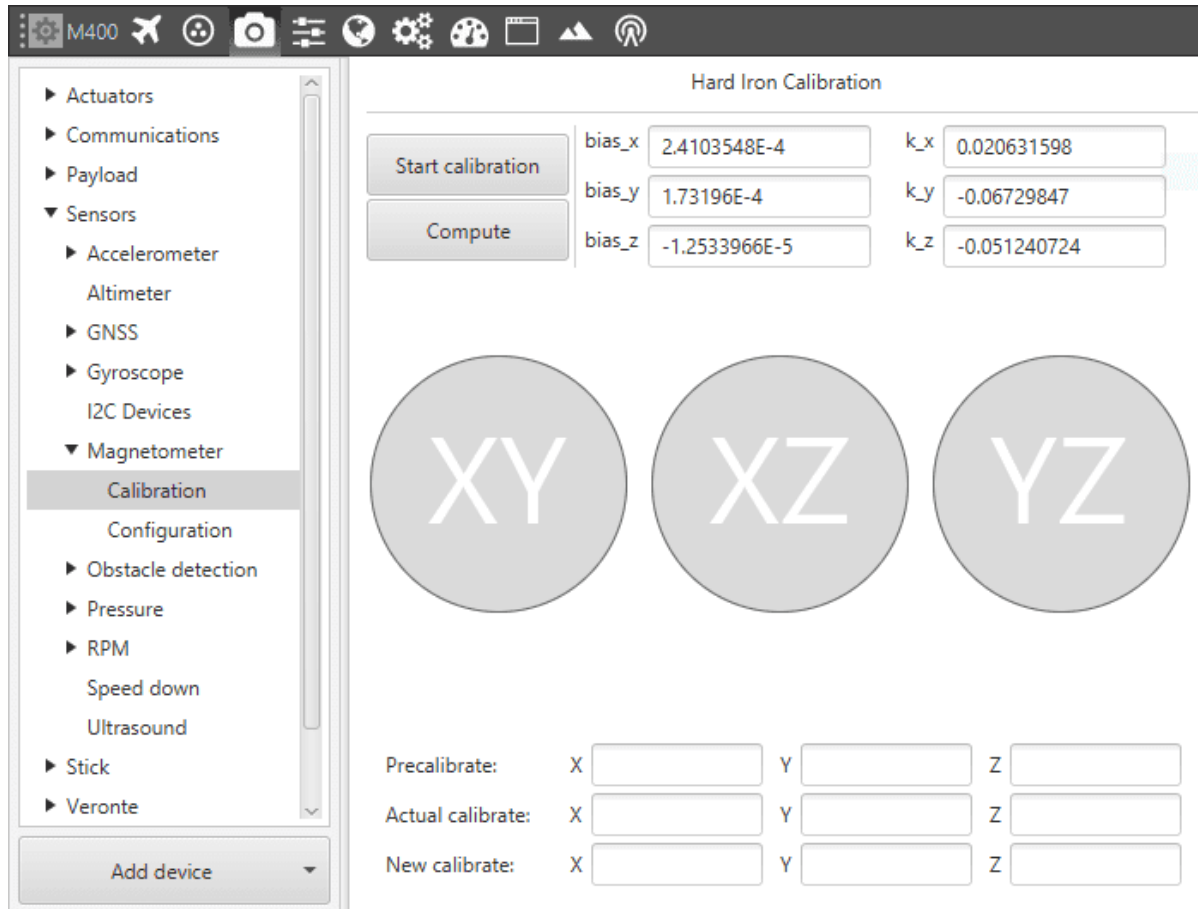 M400
Actuators
Communications
Payload
Sensors
Accelerometer
Altimeter
GNSS
Gyroscope
I2C Devices
Magnetometer
Calibration
Configuration
Obstacle detection
Pressure
RPM
Speed down
Ultrasound
Stick
Veronte
Add device
Hard Iron Calibration
Start calibration
Compute
bias_x 2.4103548E-4 k_x 0.020631598
bias_y 1.73196E-4 k_y -0.06729847
bias_z -1.2533966E-5 k_z -0.051240724
XY XZ YZ
Precalibrate: X Y Z
Actual calibrate: X Y Z
New calibrate: X Y Z